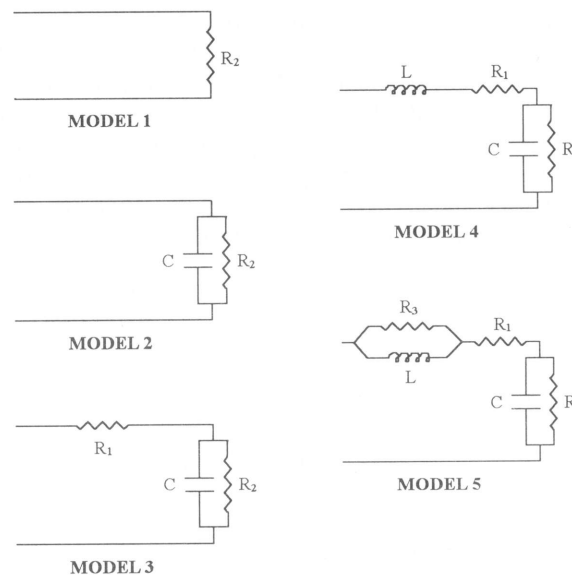 R₂
MODEL 1
C
R₂
MODEL 2
R₁
C
R₂
MODEL 3
L
R₁
C
R
MODEL 4
R₃
R₁
L
C
R
MODEL 5